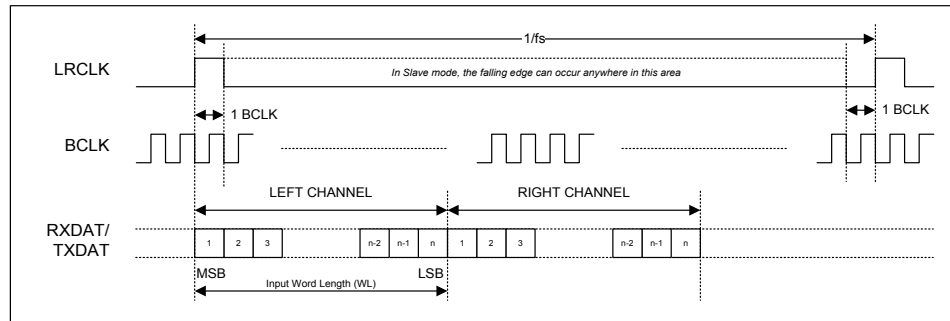 1/fs
LRCLK
In Slave mode, the falling edge can occur anywhere in this area
1 BCLK
1 BCLK
BCLK
LEFT CHANNEL
RIGHT CHANNEL
RXDAT/
TXDAT
1 2 3 n-2 n-1 n 1 2 3 n-2 n-1 n
MSB LSB
Input Word Length (WL)